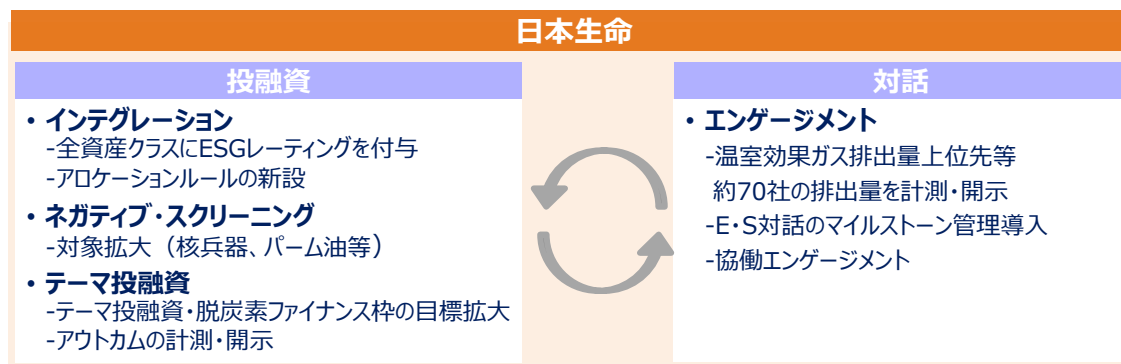 日本生命
投融資
・インテグレーション
-全資産クラスにESGレーティングを付与
-アロケーションルールの新設
・ネガティブ・スクリーニング
-対象拡大（核兵器、パーム油等）
・テーマ投融資
-テーマ投融資・脱炭素ファイナンス枠の目標拡大
-アウトカムの計測・開示
対話
・エンゲージメント
-温室効果ガス排出量上位先等
約70社の排出量を計測・開示
-E・S対話のマイルストーン管理導入
-協働エンゲージメント